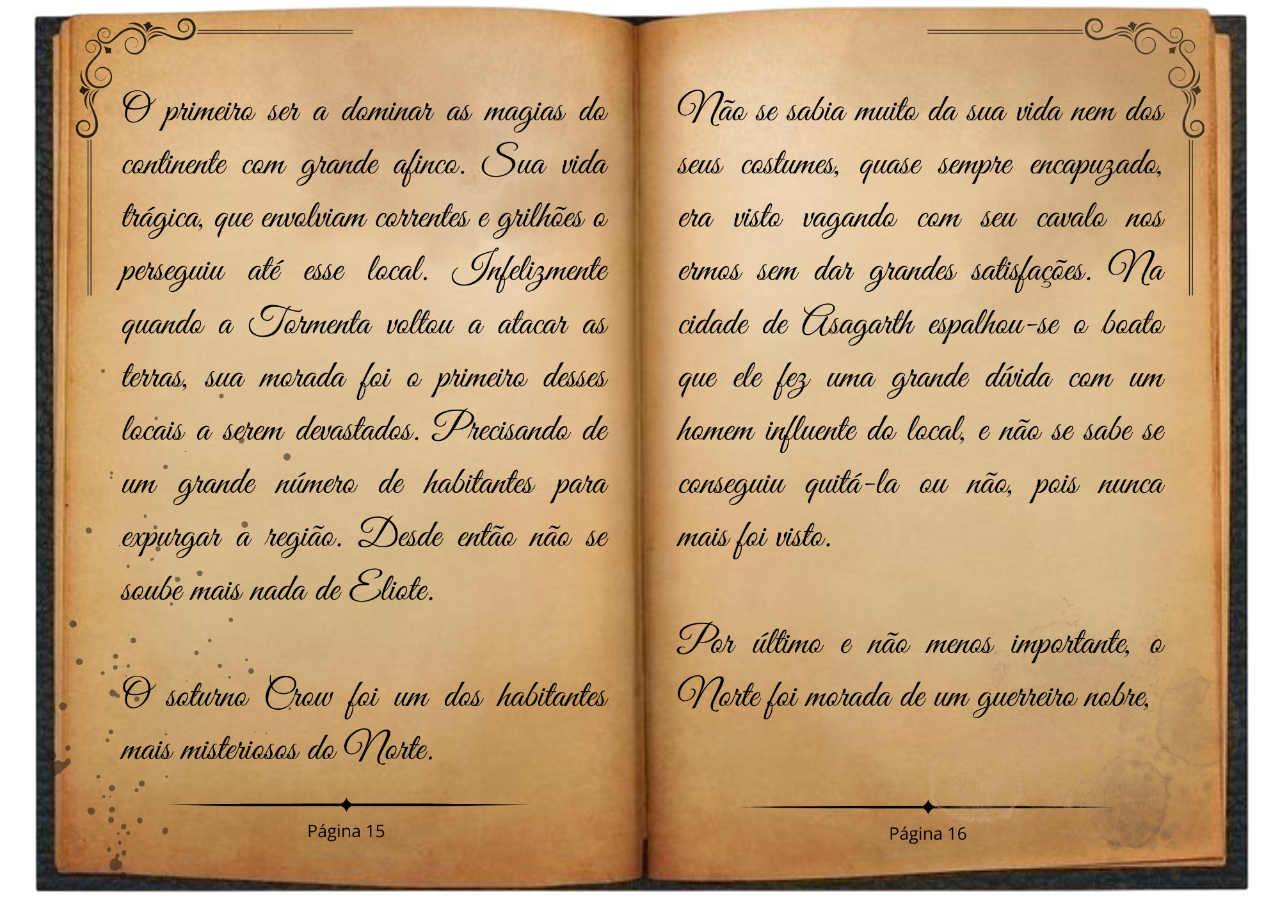 O primeiro ser a dominar as magias do
continente com grande afinco. Sua vida
trágica, que envolviam correntes e grilhões o
perseguiu até esse local. Infelizmente
quando a Tormenta voltou a atacar as
terras, sua morada foi o primeiro desses
locais a serem devastados. Precisando de
um grande número de habitantes para
expurgar a região. Desde então não se
soube mais nada de Eliote.
O soturno Crow foi um dos habitantes
mais misteriosos do Norte.
Página 15
Não se sabia muito da sua vida nem dos
seus costumes, quase sempre encapuzado,
era visto vagando com seu cavalo nos
ermos sem dar grandes satisfações. Na
cidade de Asagarth espalhou-se o boato
que ele fez uma grande dívida com um
homem influente do local, e não se sabe se
conseguiu quitá-la ou não, pois nunca
mais foi visto.
Por último e não menos importante, o
Norte foi morada de um guerreiro nobre,
Página 16